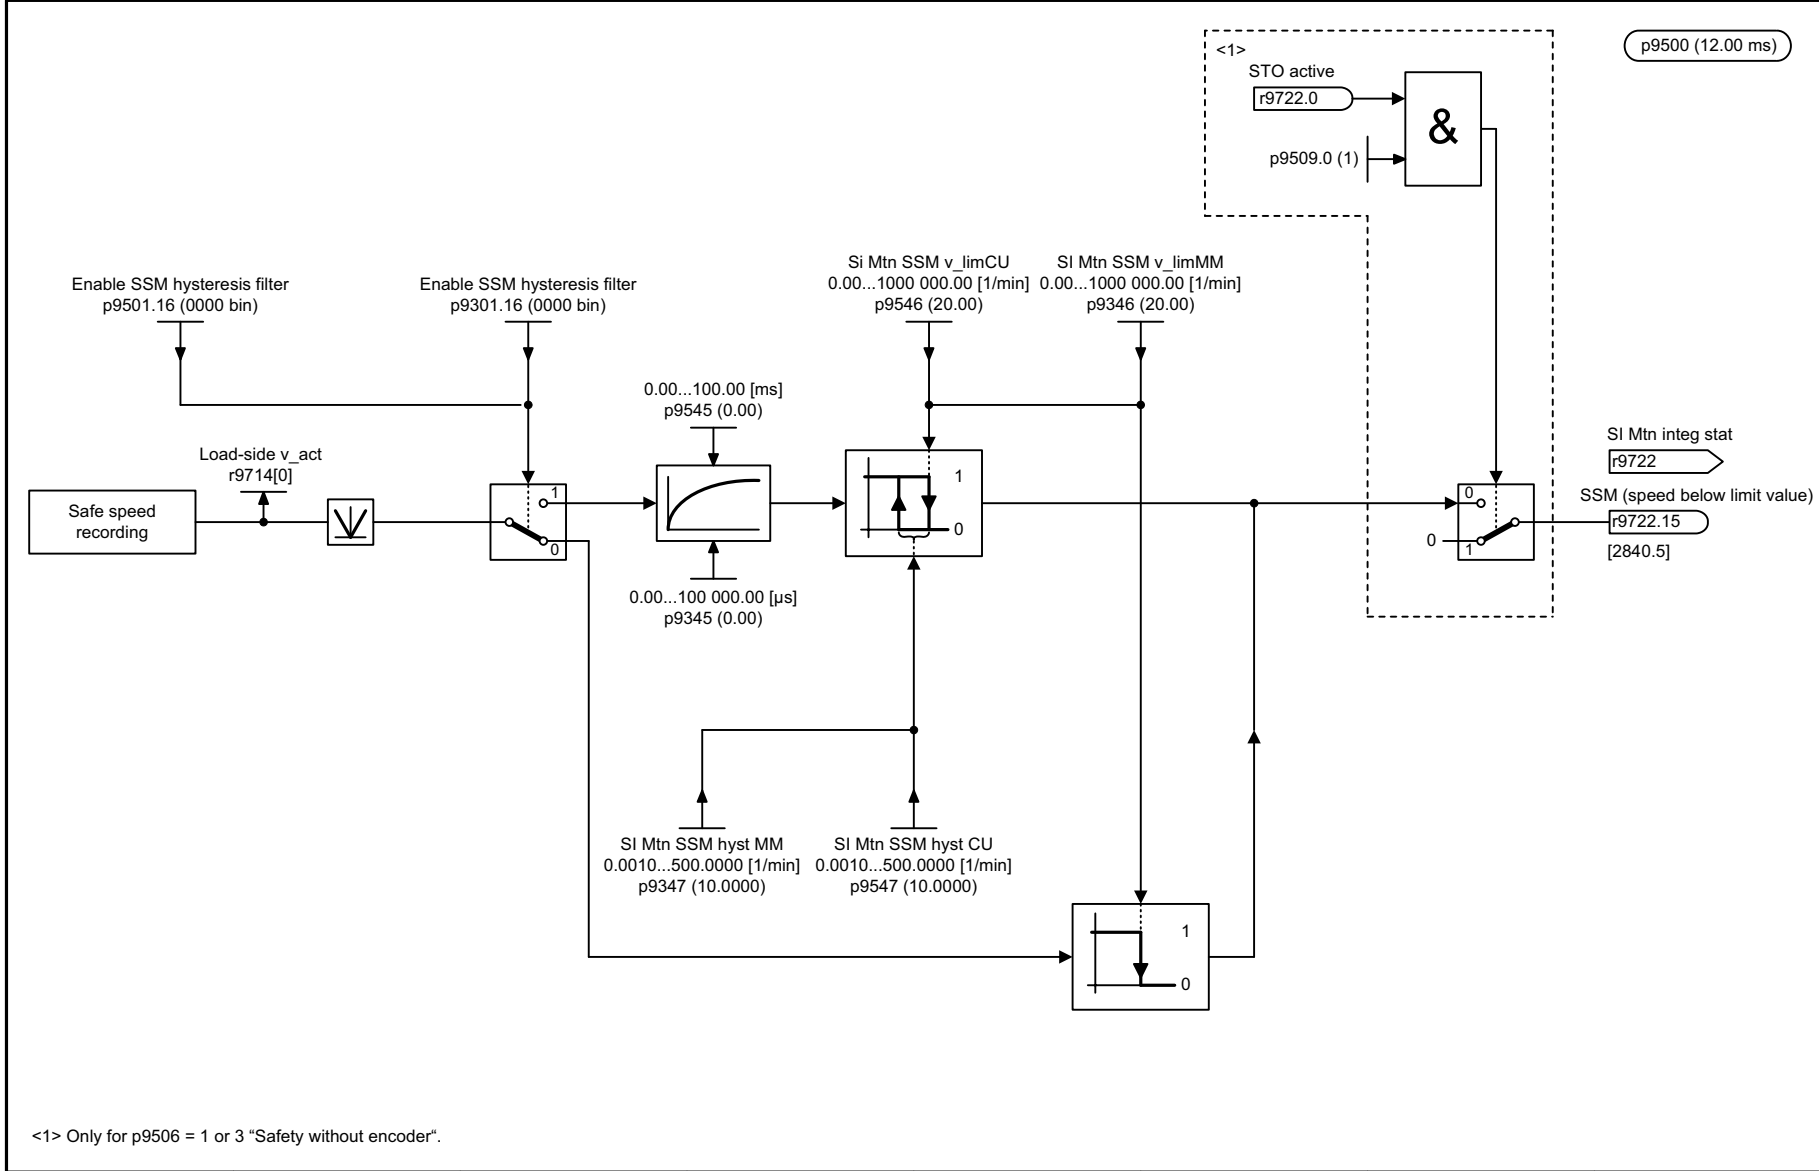 <1>
p9500 (12.00 ms)
STO active
r9722.0
&
p9509.0 (1)
Enable SSM hysteresis filter
p9501.16 (0000 bin)
Enable SSM hysteresis filter
p9301.16 (0000 bin)
Si Mtn SSM v_limCU
0.00...1000 000.00 [1/min]
p9546 (20.00)
SI Mtn SSM v_limMM
0.00...1000 000.00 [1/min]
p9346 (20.00)
0.00...100.00 [ms]
p9545 (0.00)
Load-side v_act
r9714[0]
Safe speed
recording
1
0
1
0
0.00...100 000.00 [µs]
p9345 (0.00)
0
0
1
SI Mtn integ stat
r9722
SSM (speed below limit value)
r9722.15
[2840.5]
SI Mtn SSM hyst MM
0.0010...500.0000 [1/min]
p9347 (10.0000)
SI Mtn SSM hyst CU
0.0010...500.0000 [1/min]
p9547 (10.0000)
1
0
<1> Only for p9506 = 1 or 3 “Safety without encoder“.